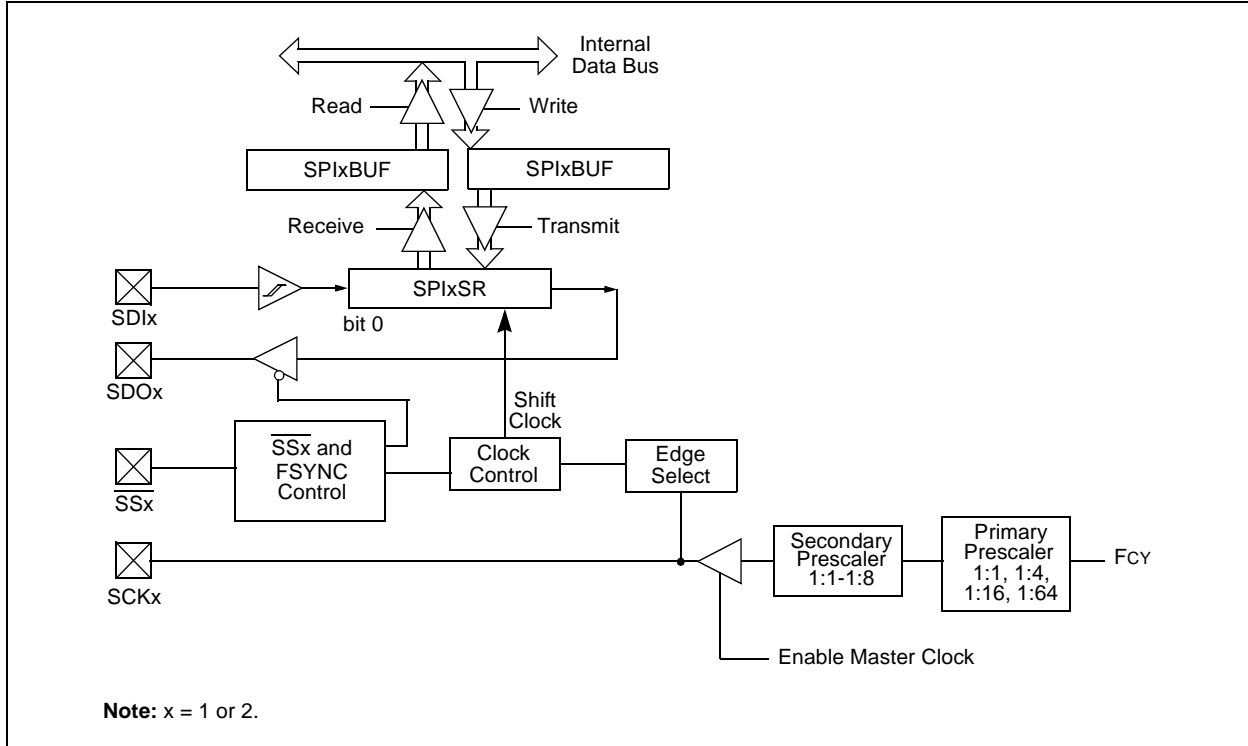 Internal
Data Bus
Read
Write
SPIxBUF
SPIxBUF
Receive
Transmit
SPIxSR
SDIx
bit 0
SDOx
Shift
Clock
SSx and
FSYNC
Control
Clock
Control
Edge
Select
SSx
Secondary
Prescaler
1:1-1:8
Primary
Prescaler
1:1, 1:4,
1:16, 1:64
FCY
SCKx
Enable Master Clock
Note: x = 1 or 2.